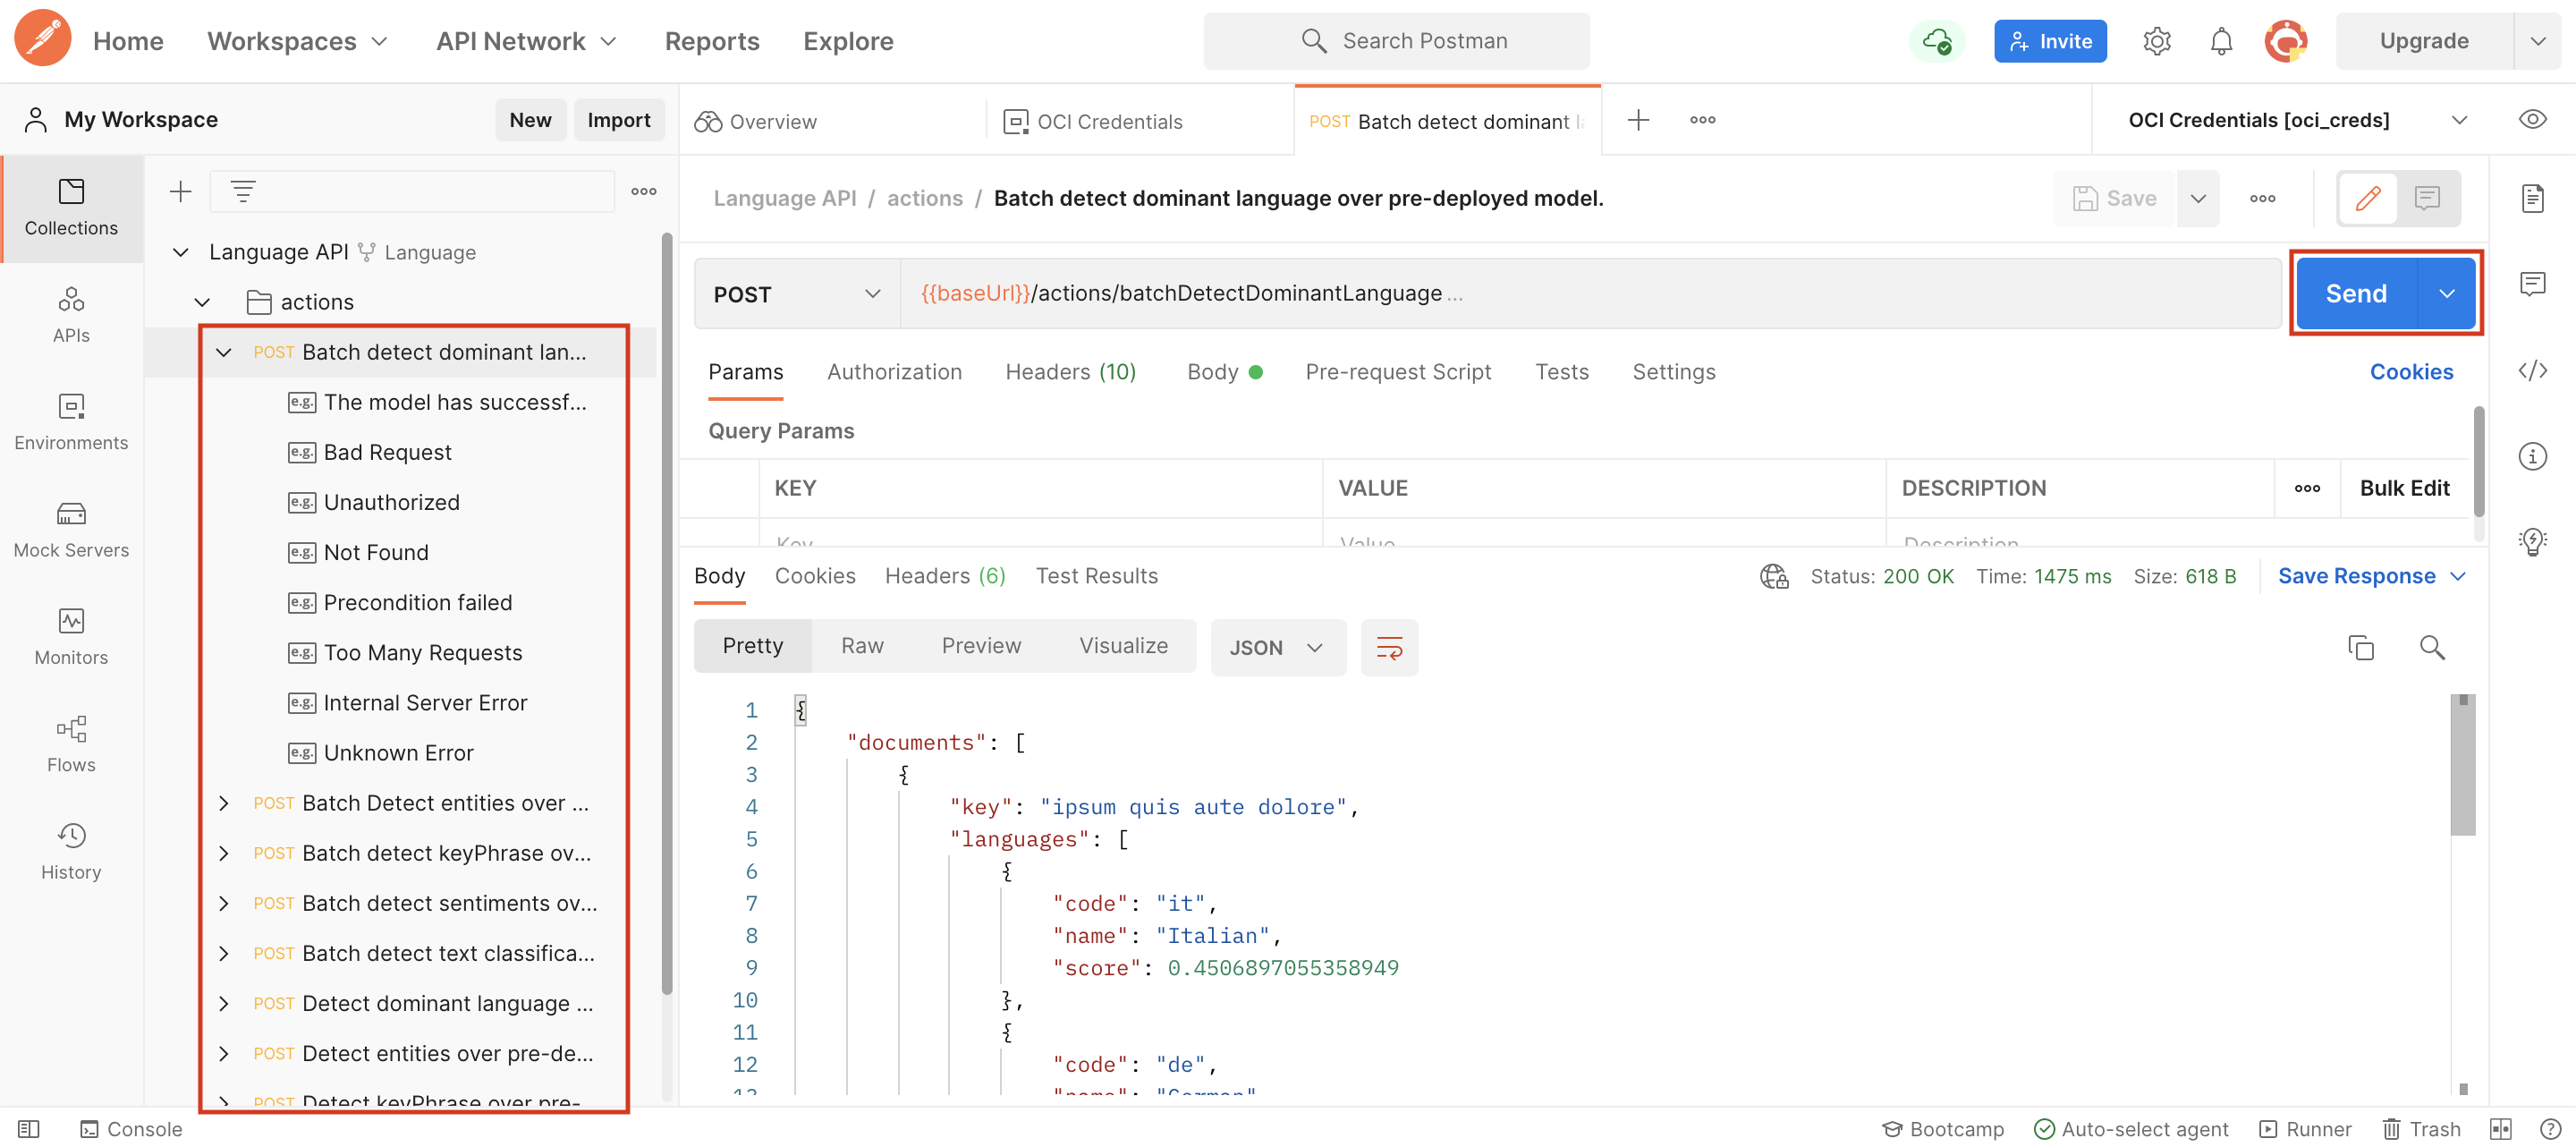 Home Workspaces API Network Reports Explore Search Postman Invite Upgrade
My Workspace New Import Overview OCI Credentials POST Batch detect dominant OCI Credentials [oci_creds]
Collections
APIs
Environments
Mock Servers
Monitors
Flows
History
Language API Language
actions
POST Batch detect dominant lan...
e.g. The model has successf...
e.g. Bad Request
e.g. Unauthorized
e.g. Not Found
e.g. Precondition failed
e.g. Too Many Requests
e.g. Internal Server Error
e.g. Unknown Error
POST Batch Detect entities over ...
POST Batch detect keyPhrase ov...
POST Batch detect sentiments ov...
POST Batch detect text classifica...
POST Detect dominant language ...
POST Detect entities over pre-de...
POST Detect keyPhrase over pre-
Language API / actions / Batch detect dominant language over pre-deployed model. Save
POST {{baseUrl}}/actions/batchDetectDominantLanguage ... Send
Params Authorization Headers (10) Body Pre-request Script Tests Settings Cookies
Query Params
KEY VALUE DESCRIPTION Bulk Edit
Key Value Description
Body Cookies Headers (6) Test Results Status: 200 OK Time: 1475 ms Size: 618 B Save Response
Pretty Raw Preview Visualize JSON
1 {
2 "documents": [
3 {
4 "key": "ipsum quis aute dolore",
5 "languages": [
6 {
7 "code": "it",
8 "name": "Italian",
9 "score": 0.4506897055358949
10 },
11 {
12 "code": "de",
13 "name": "German"
Console Bootcamp Auto-select agent Runner Trash